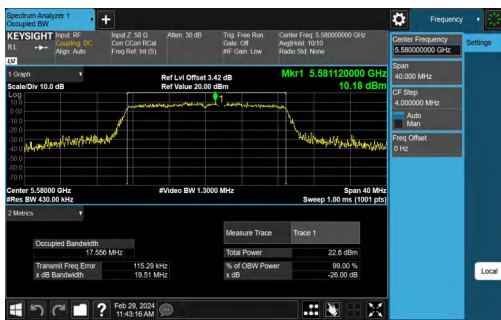 Spectrum Analyzer 1
Occupied BW
Frequency
KEYSIGHT Input: RF Input Z: 50 Ω Atten: 30 dB Trig: Free Run Center Freq: 5.580000000 GHz
RL Coupling: DC Corr CCorr RCal Gate: Off Avg|Hold: 10/10
Align: Auto Freq Ref: Int (S) #IF Gain: Low Radio Std: None
Center Frequency
5.580000000 GHz
Settings
Span
40.000 MHz
CF Step
4.000000 MHz
Auto
Man
Freq Offset
0 Hz
Local
1 Graph
Scale/Div 10.0 dB
Ref Lvl Offset 3.42 dB
Ref Value 20.00 dBm
Mkr1 5.581120000 GHz
10.18 dBm
Log
10.0
0.00
-10.0
-20.0
-30.0
-40.0
-50.0
-60.0
-70.0
1
Center 5.58000 GHz #Video BW 1.3000 MHz Span 40 MHz
#Res BW 430.00 kHz Sweep 1.00 ms (1001 pts)
2 Metrics
Measure Trace Trace 1
Occupied Bandwidth
17.556 MHz
Total Power 22.6 dBm
Transmit Freq Error 115.29 kHz % of OBW Power 99.00 %
x dB Bandwidth 19.51 MHz x dB -26.00 dB
Feb 29, 2024
11:43:16 AM